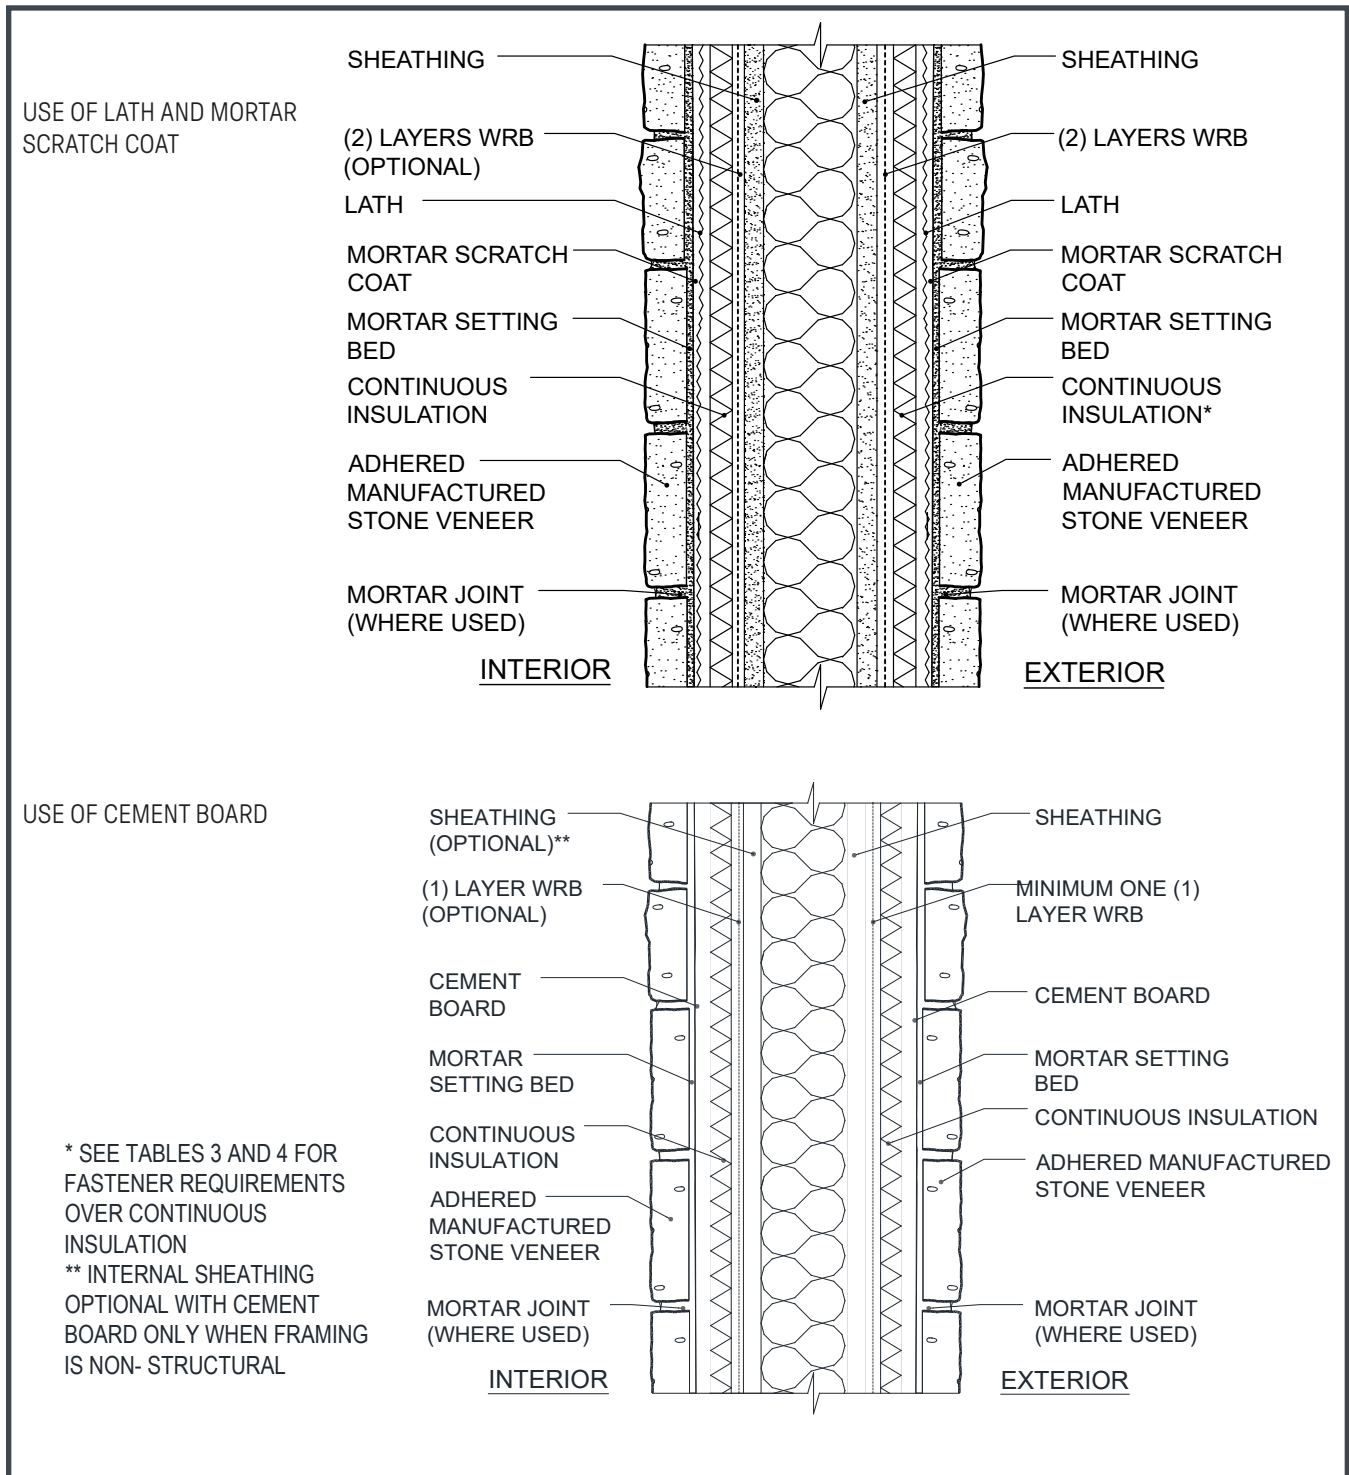 USE OF LATH AND MORTAR
SCRATCH COAT
SHEATHING
(2) LAYERS WRB
(OPTIONAL)
LATH
MORTAR SCRATCH
COAT
MORTAR SETTING
BED
CONTINUOUS
INSULATION
ADHERED
MANUFACTURED
STONE VENEER
MORTAR JOINT
(WHERE USED)
INTERIOR
SHEATHING
(2) LAYERS WRB
LATH
MORTAR SCRATCH
COAT
MORTAR SETTING
BED
CONTINUOUS
INSULATION*
ADHERED
MANUFACTURED
STONE VENEER
MORTAR JOINT
(WHERE USED)
EXTERIOR
USE OF CEMENT BOARD
SHEATHING
(OPTIONAL)**
(1) LAYER WRB
(OPTIONAL)
CEMENT
BOARD
MORTAR
SETTING BED
CONTINUOUS
INSULATION
ADHERED
MANUFACTURED
STONE VENEER
MORTAR JOINT
(WHERE USED)
INTERIOR
SHEATHING
MINIMUM ONE (1)
LAYER WRB
CEMENT BOARD
MORTAR SETTING
BED
CONTINUOUS INSULATION
ADHERED MANUFACTURED
STONE VENEER
MORTAR JOINT
(WHERE USED)
EXTERIOR
* SEE TABLES 3 AND 4 FOR
FASTENER REQUIREMENTS
OVER CONTINUOUS
INSULATION
** INTERNAL SHEATHING
OPTIONAL WITH CEMENT
BOARD ONLY WHEN FRAMING
IS NON- STRUCTURAL